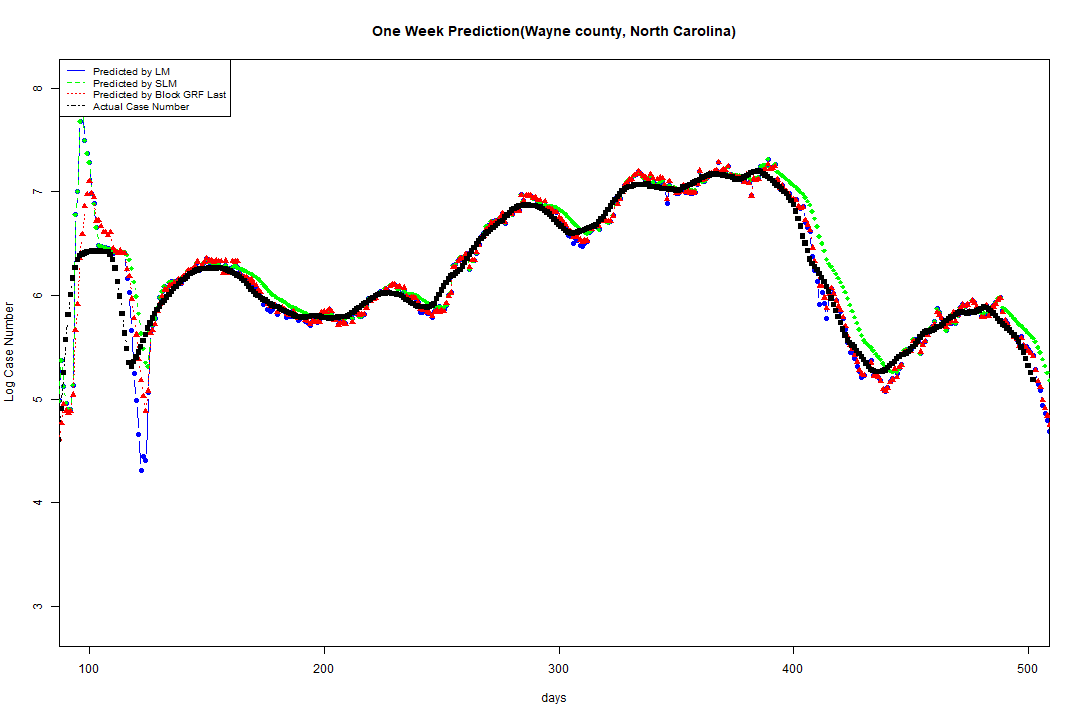 One Week Prediction(Wayne county, North Carolina)
Predicted by LM
Predicted by SLM
Predicted by Block GRF Last
Actual Case Number
8
7
6
5
4
3
Log Case Number
100 200 300 400 500
days